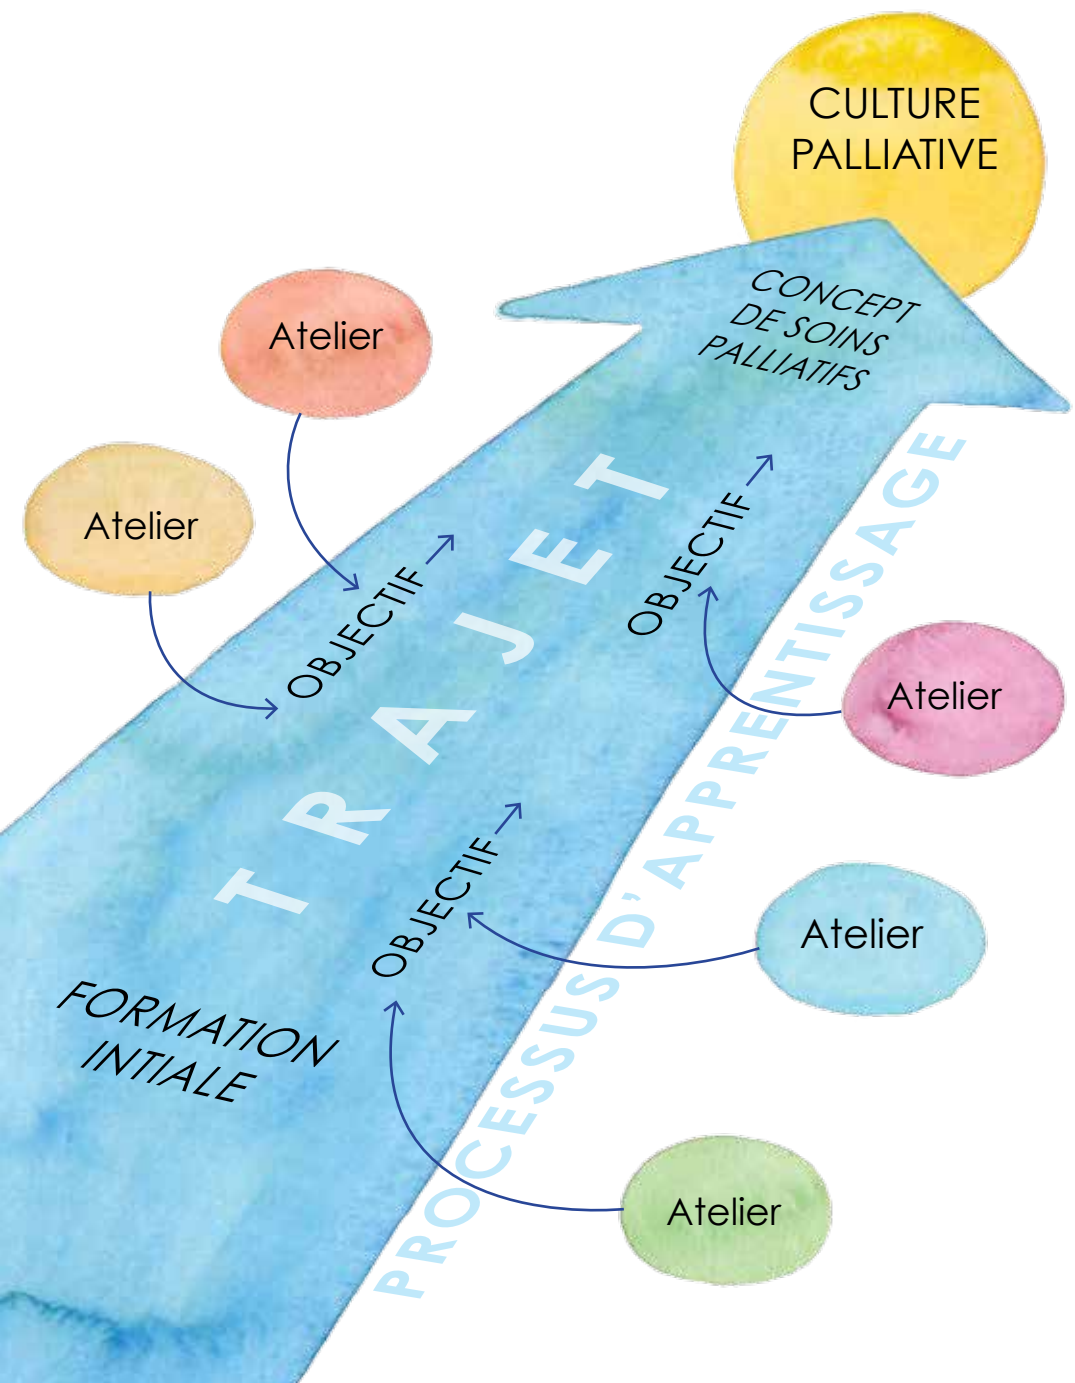 CULTURE
PALLIATIVE
CONCEPT
DE SOINS
PALLIATIFS
Atelier
Atelier
OBJECTIF
OBJECTIF
TRAJET
PROCESSUS D'APPRENTISSAGE
Atelier
OBJECTIF
Atelier
FORMATION
INTIALE
Atelier